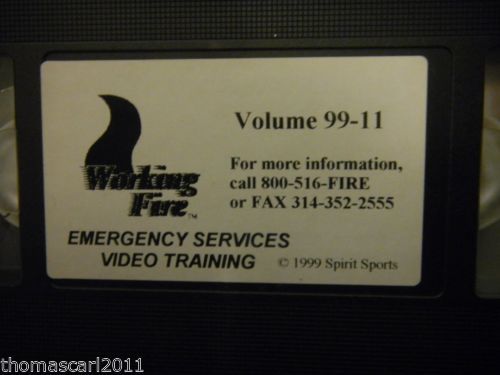 Volume 99-11
Working
Fire™
For more information,
call 800-516-FIRE
or FAX 314-352-2555
EMERGENCY SERVICES
VIDEO TRAINING
© 1999 Spirit Sports
thomascarl2011